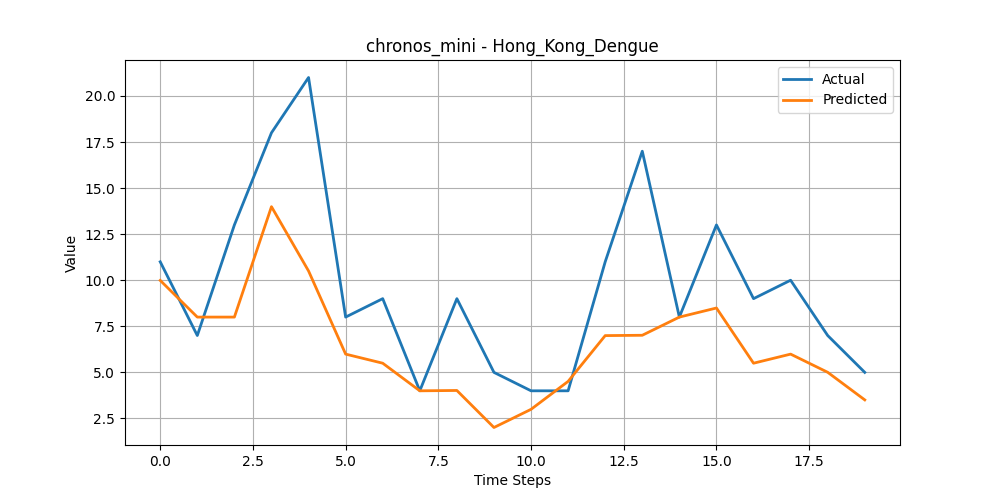 chronos_mini - Hong_Kong_Dengue
Actual
Predicted
20.0
17.5
15.0
12.5
10.0
7.5
5.0
2.5
Value
0.0 2.5 5.0 7.5 10.0 12.5 15.0 17.5
Time Steps